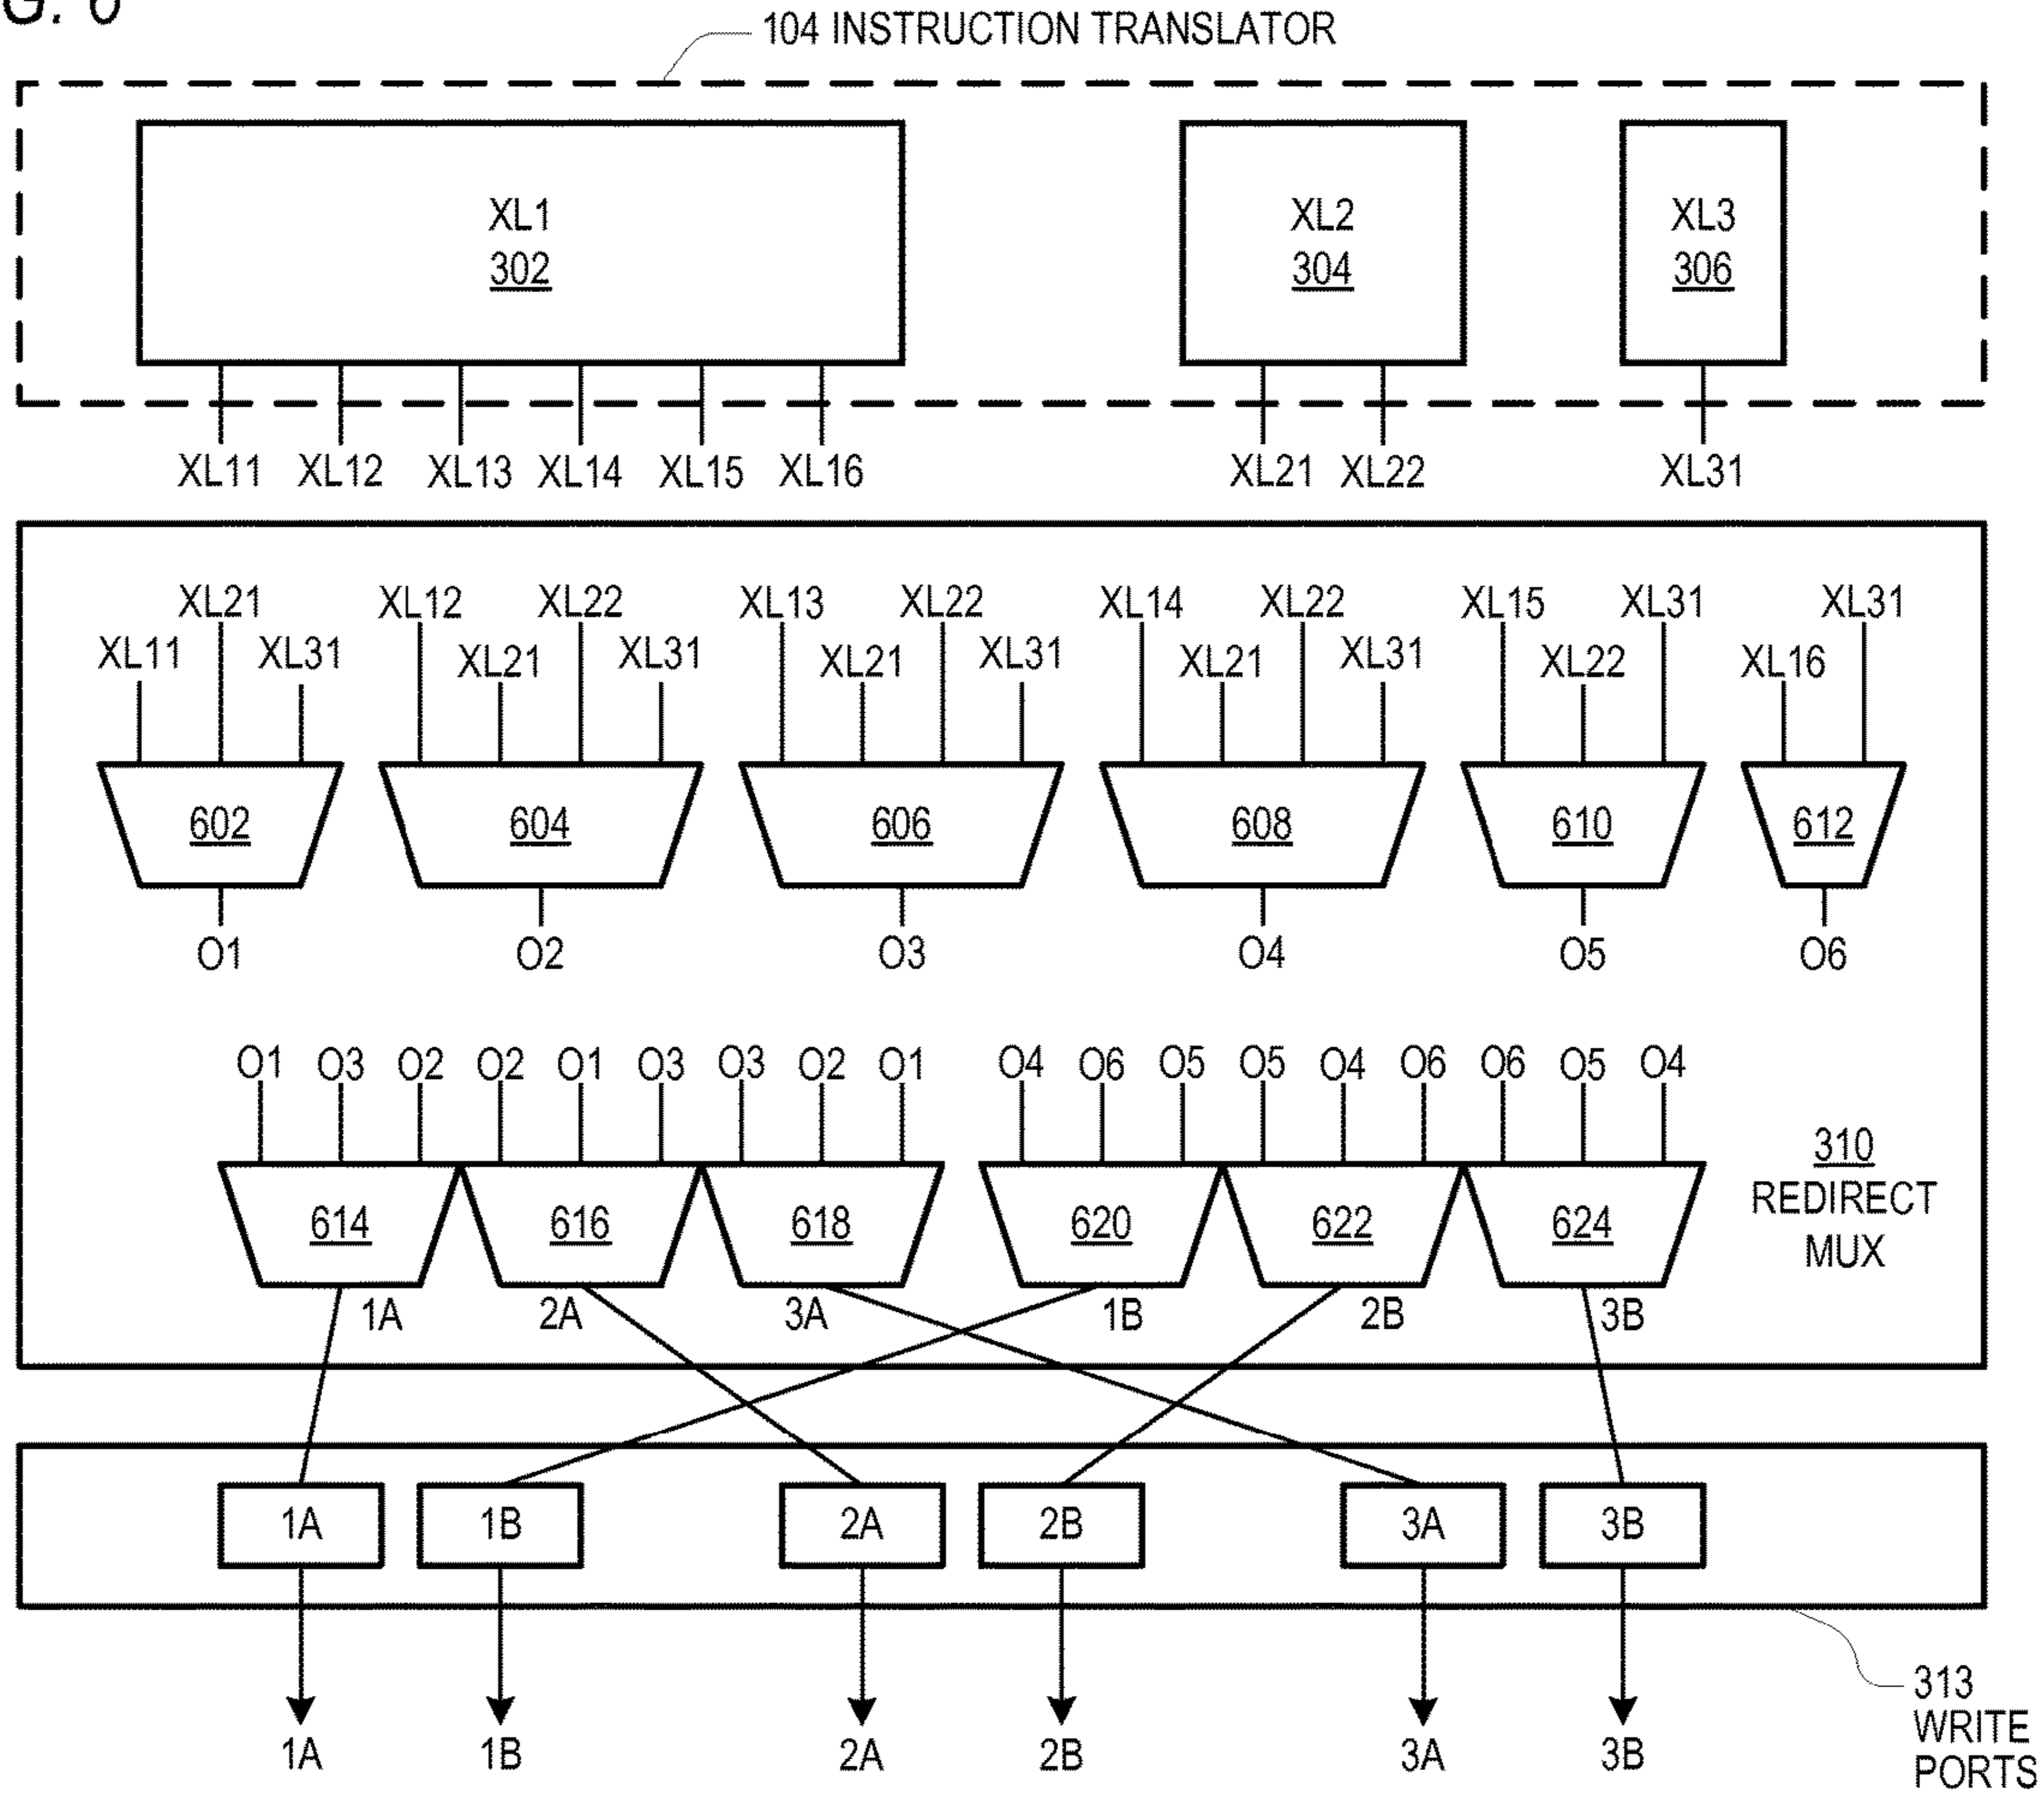 G. 6
104 INSTRUCTION TRANSLATOR
XL1 XL2 XL3
302 304 306
XL11 XL12 XL13 XL14 XL15 XL16 XL21 XL22 XL31
XL21 XL12 XL22 XL13 XL22 XL14 XL22 XL15 XL31 XL31
XL11 XL31 XL21 XL31 XL21 XL31 XL21 XL31 XL22 XL16
602 604 606 608 610 612
O1 O2 O3 O4 O5 O6
O1 O3 O2 O2 O1 O3 O3 O2 O1 O4 O6 O5 O5 O4 O6 O6 O5 O4
310
REDIRECT
MUX
614 616 618 620 622 624
1A 2A 3A 1B 2B 3B
1A 1B 2A 2B 3A 3B
1A 1B 2A 2B 3A 3B
313
WRITE
PORTS